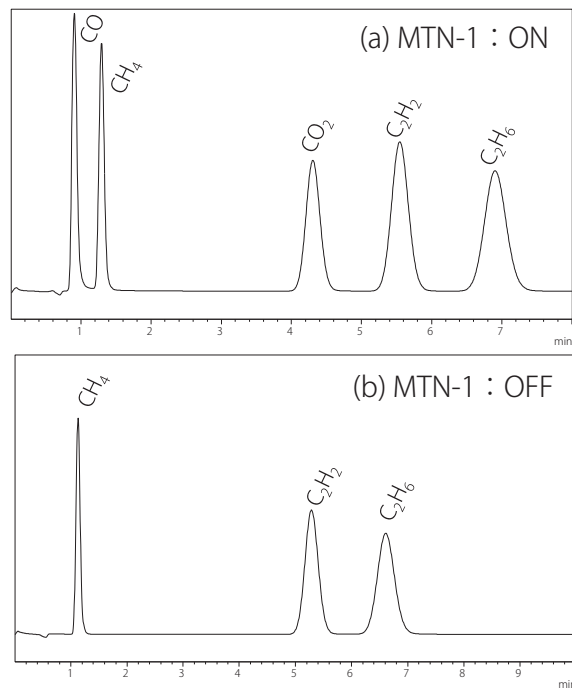 (a) MTN-1：ON
CO
CH₄
CO₂
C₂H₂
C₂H₆
1 2 3 4 5 6 7
min
(b) MTN-1：OFF
CH₄
C₂H₂
C₂H₆
1 2 3 4 5 6 7 8 9
min